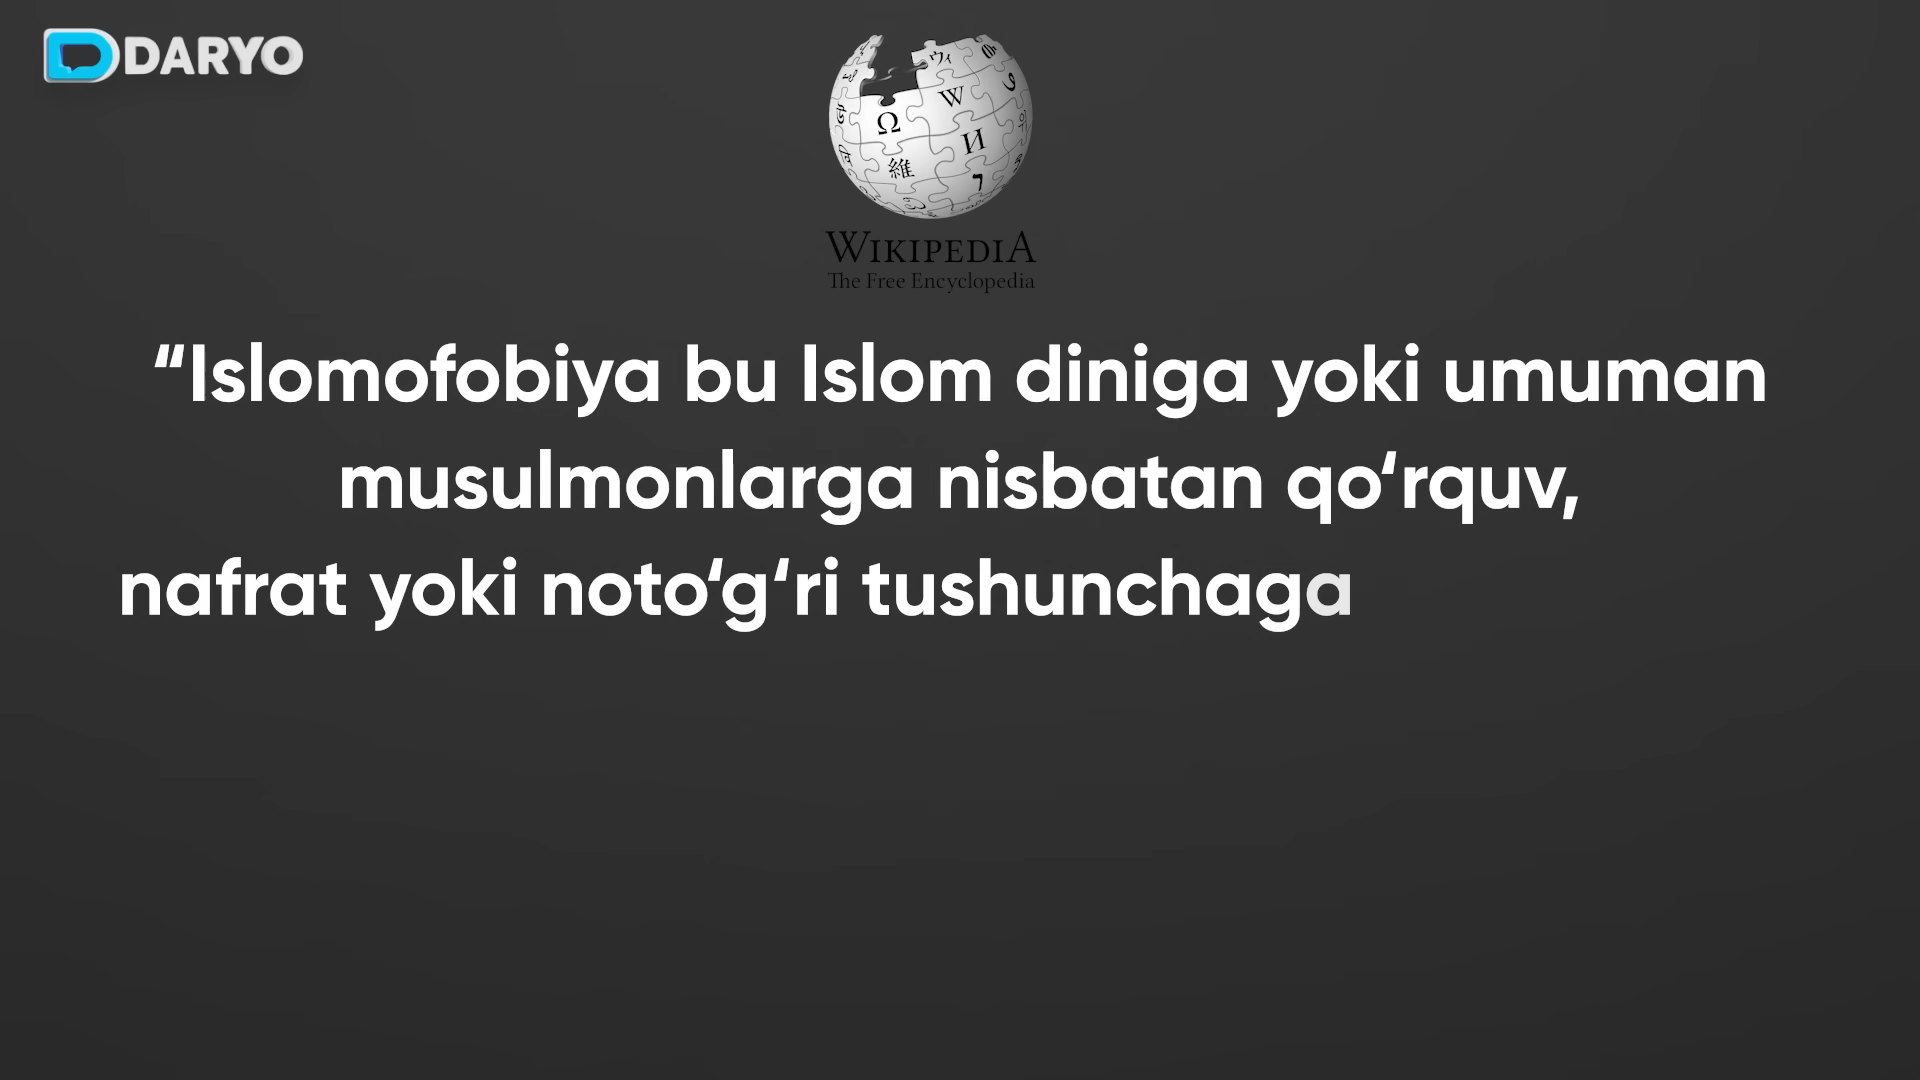 DARYO
WIKIPEDIA
The Free Encyclopedia
“Islomofobiya bu Islom diniga yoki umuman
musulmonlarga nisbatan qo‘rquv,
nafrat yoki noto‘g‘ri tushunchaga